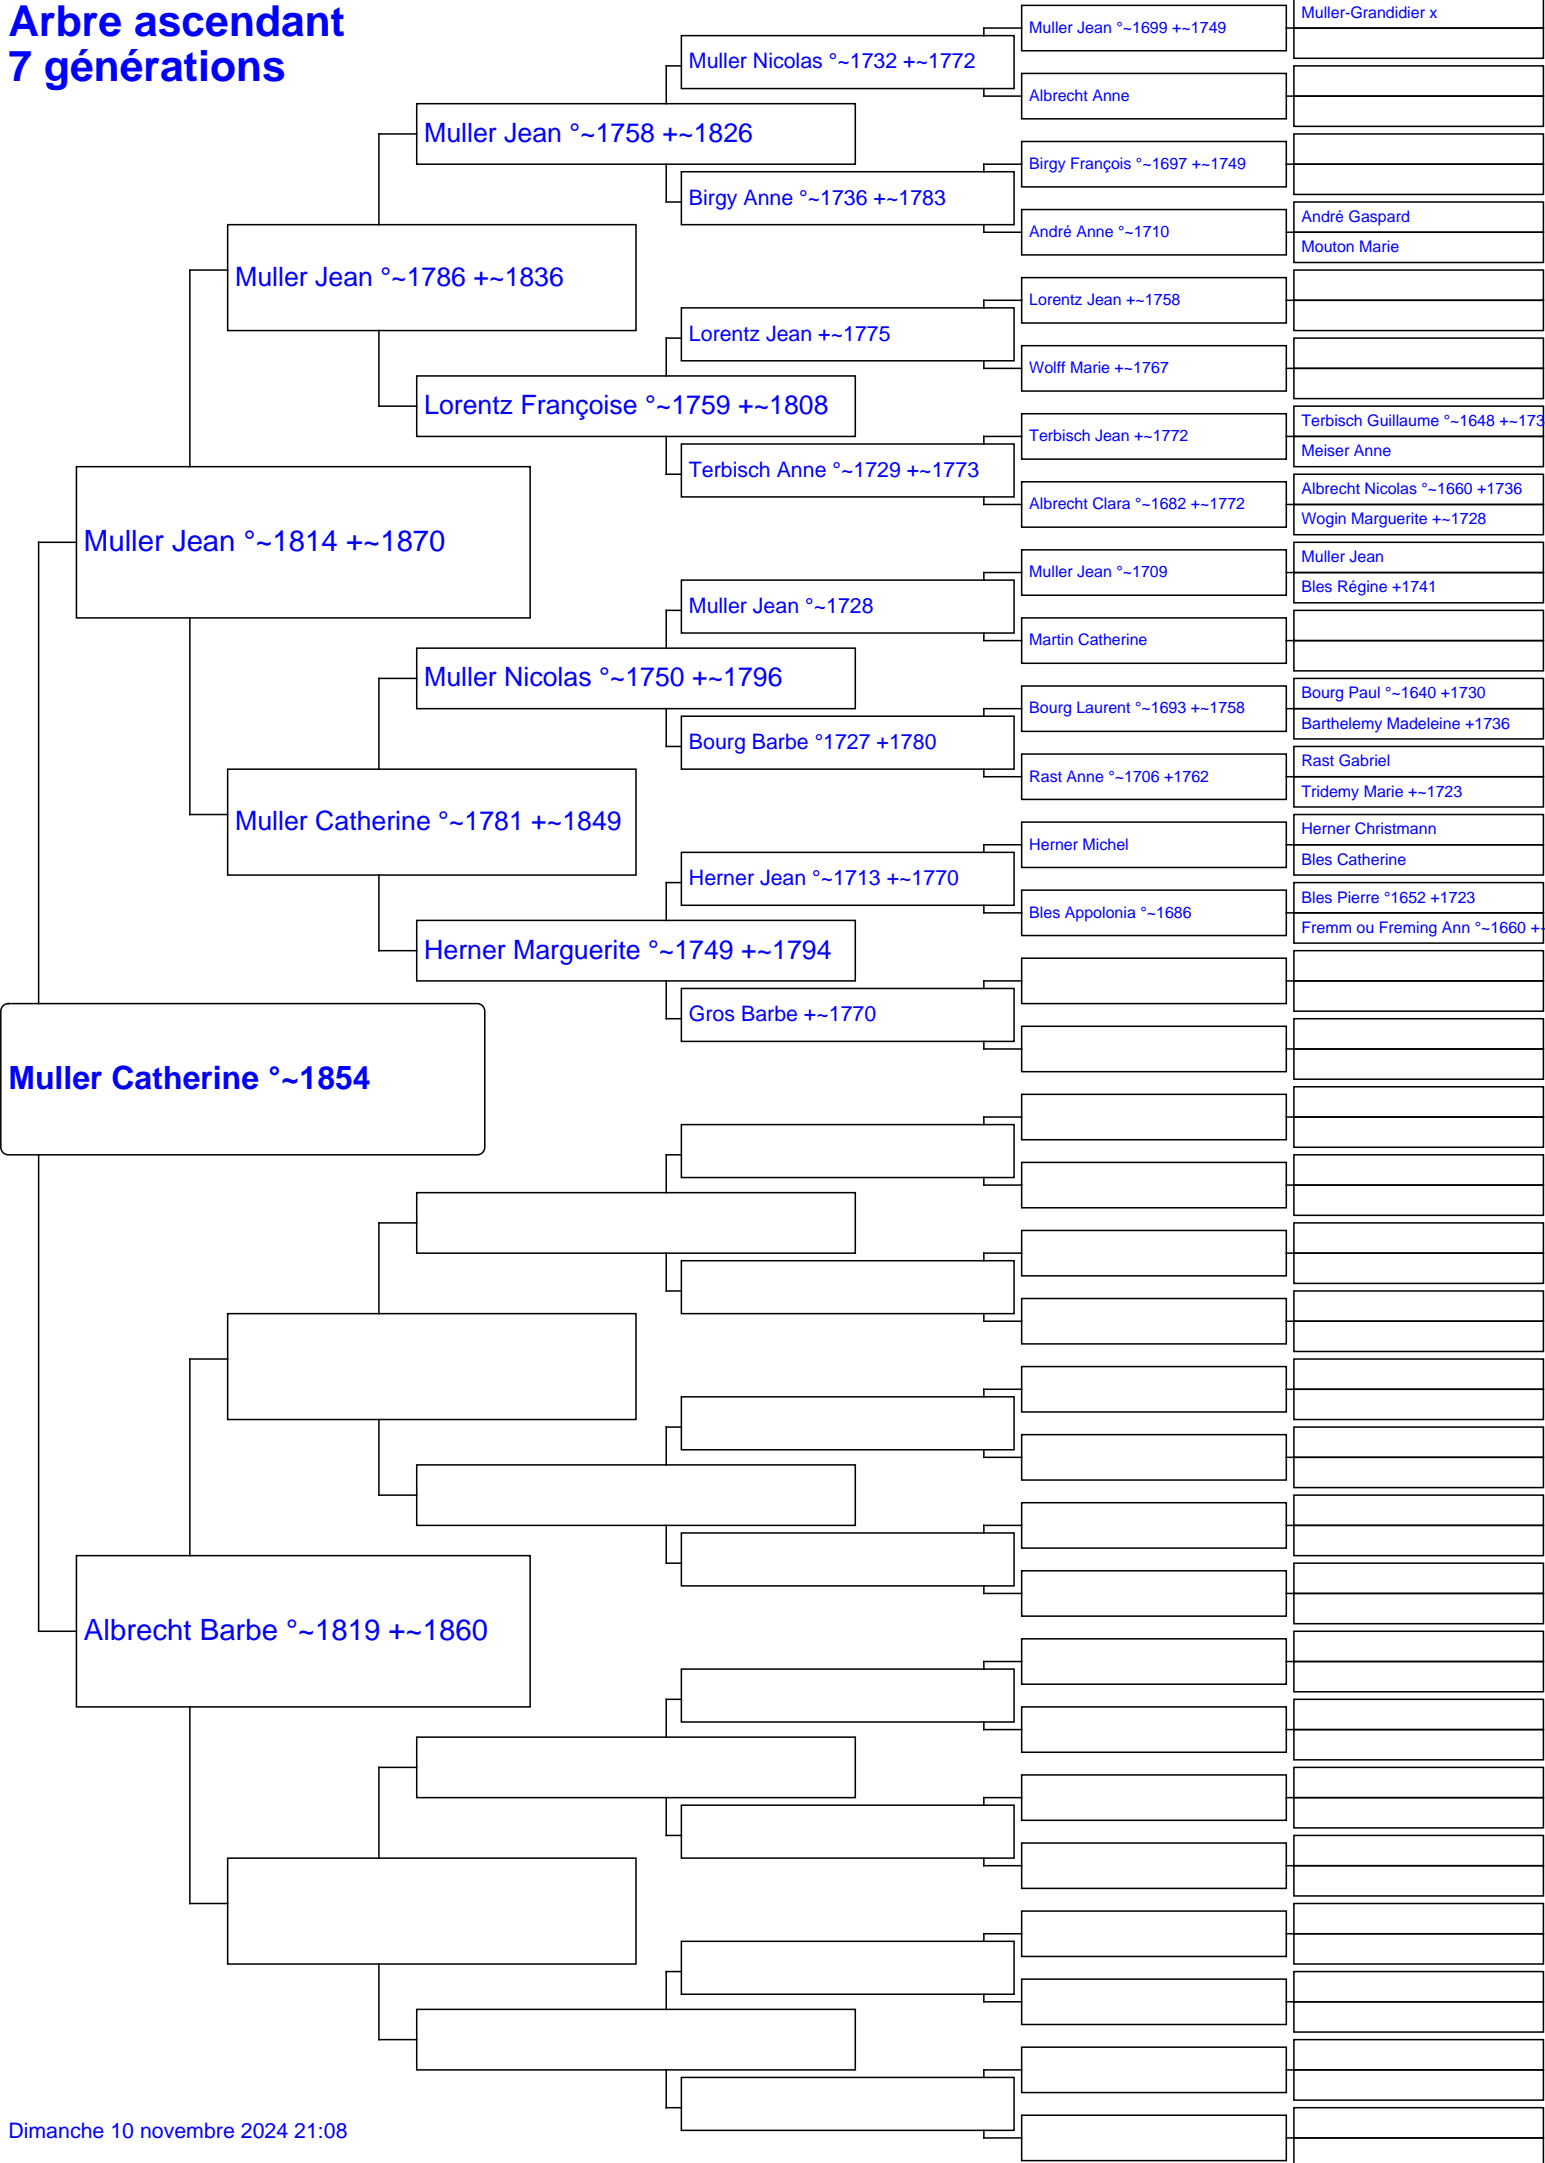 Arbre ascendant
7 générations
Muller Catherine °~1854
Muller Jean °~1814 +~1870
Albrecht Barbe °~1819 +~1860
Muller Jean °~1786 +~1836
Muller Catherine °~1781 +~1849
Muller Jean °~1758 +~1826
Lorentz Françoise °~1759 +~1808
Muller Nicolas °~1750 +~1796
Herner Marguerite °~1749 +~1794
Muller Nicolas °~1732 +~1772
Birgy Anne °~1736 +~1783
Lorentz Jean +~1775
Terbisch Anne °~1729 +~1773
Muller Jean °~1728
Bourg Barbe °1727 +1780
Herner Jean °~1713 +~1770
Gros Barbe +~1770
Muller Jean °~1699 +~1749
Albrecht Anne
Birgy François °~1697 +~1749
André Anne °~1710
Lorentz Jean +~1758
Wolff Marie +~1767
Terbisch Jean +~1772
Albrecht Clara °~1682 +~1772
Muller Jean °~1709
Martin Catherine
Bourg Laurent °~1693 +~1758
Rast Anne °~1706 +1762
Herner Michel
Bles Appolonia °~1686
Muller-Grandidier x
André Gaspard
Mouton Marie
Terbisch Guillaume °~1648 +~173
Meiser Anne
Albrecht Nicolas °~1660 +1736
Wogin Marguerite +~1728
Muller Jean
Bles Régine +1741
Bourg Paul °~1640 +1730
Barthelemy Madeleine +1736
Rast Gabriel
Tridemy Marie +~1723
Herner Christmann
Bles Catherine
Bles Pierre °1652 +1723
Fremm ou Freming Ann °~1660 +~
Dimanche 10 novembre 2024 21:08